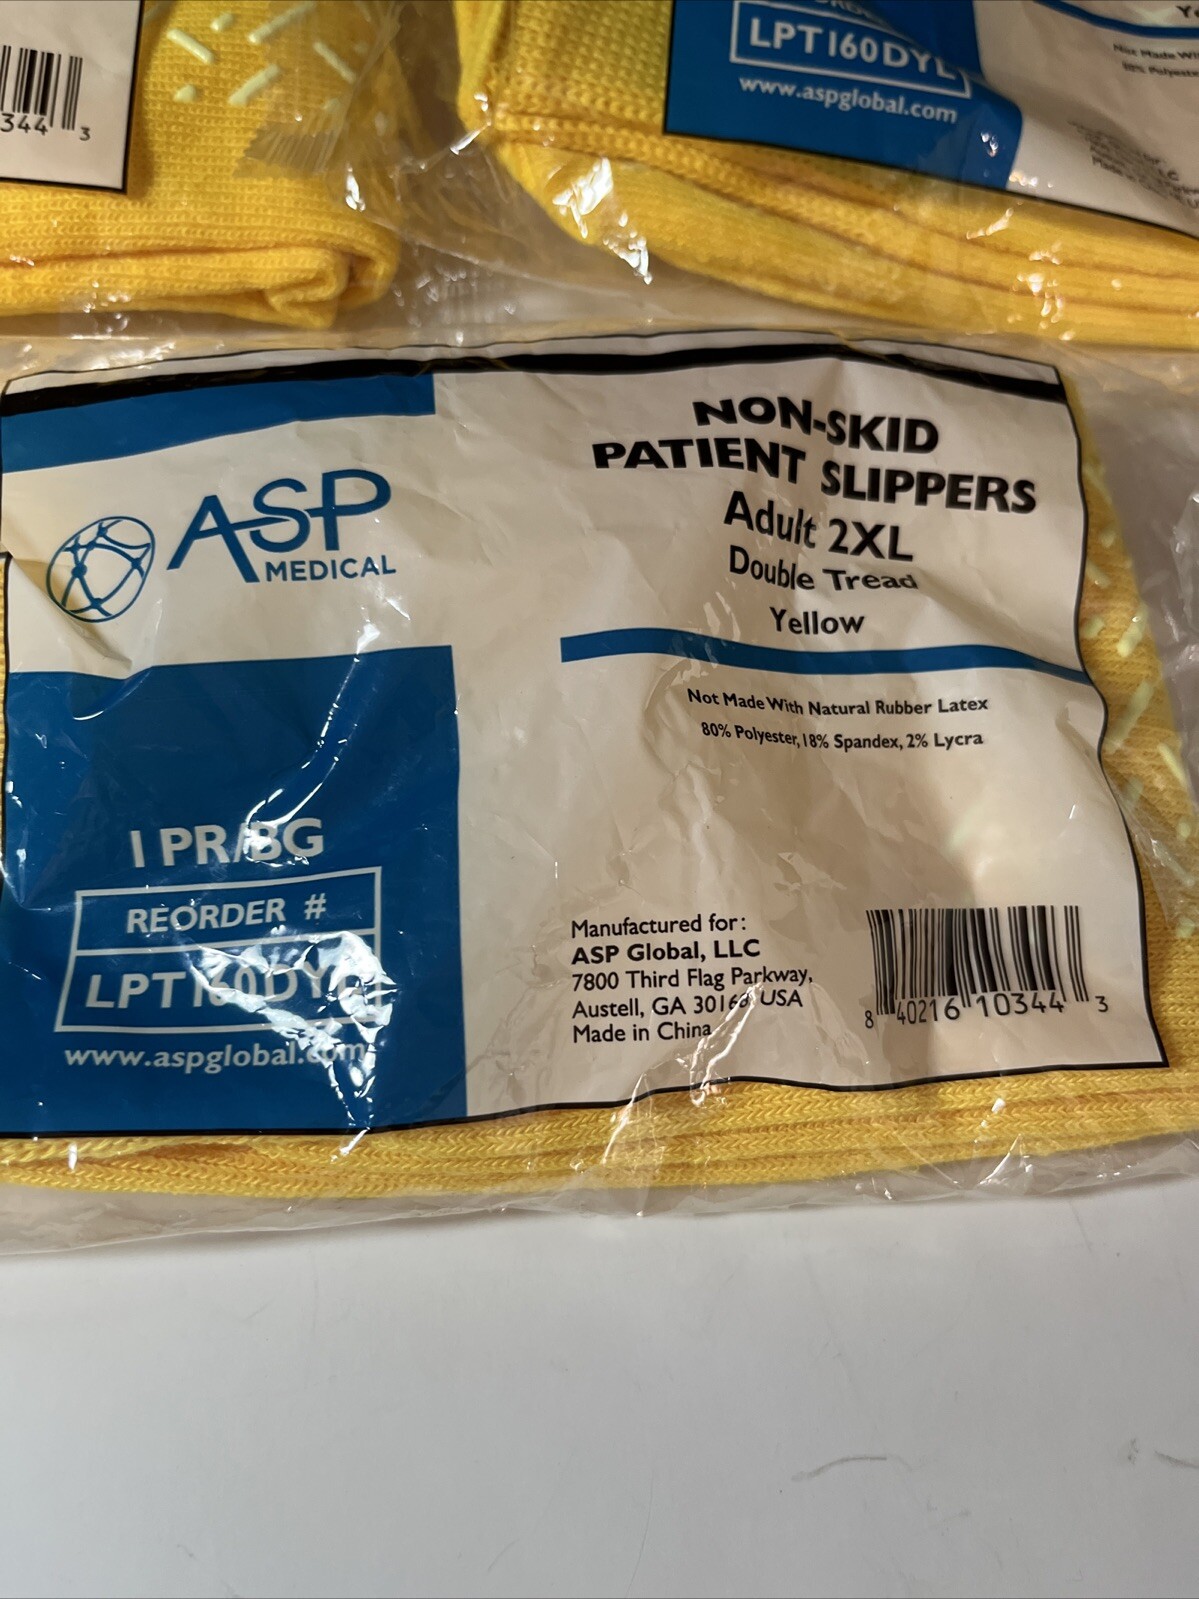 344 3
LPT160DYL
www.aspglobal.com
ASP
MEDICAL
NON-SKID
PATIENT SLIPPERS
Adult 2XL
Double Tread
Yellow
Not Made With Natural Rubber Latex
80% Polyester, 18% Spandex, 2% Lycra
1 PR/BG
REORDER #
LPT160DYL
www.aspglobal.com
Manufactured for:
ASP Global, LLC
7800 Third Flag Parkway,
Austell, GA 30168 USA
Made in China
8 40216 10344 3